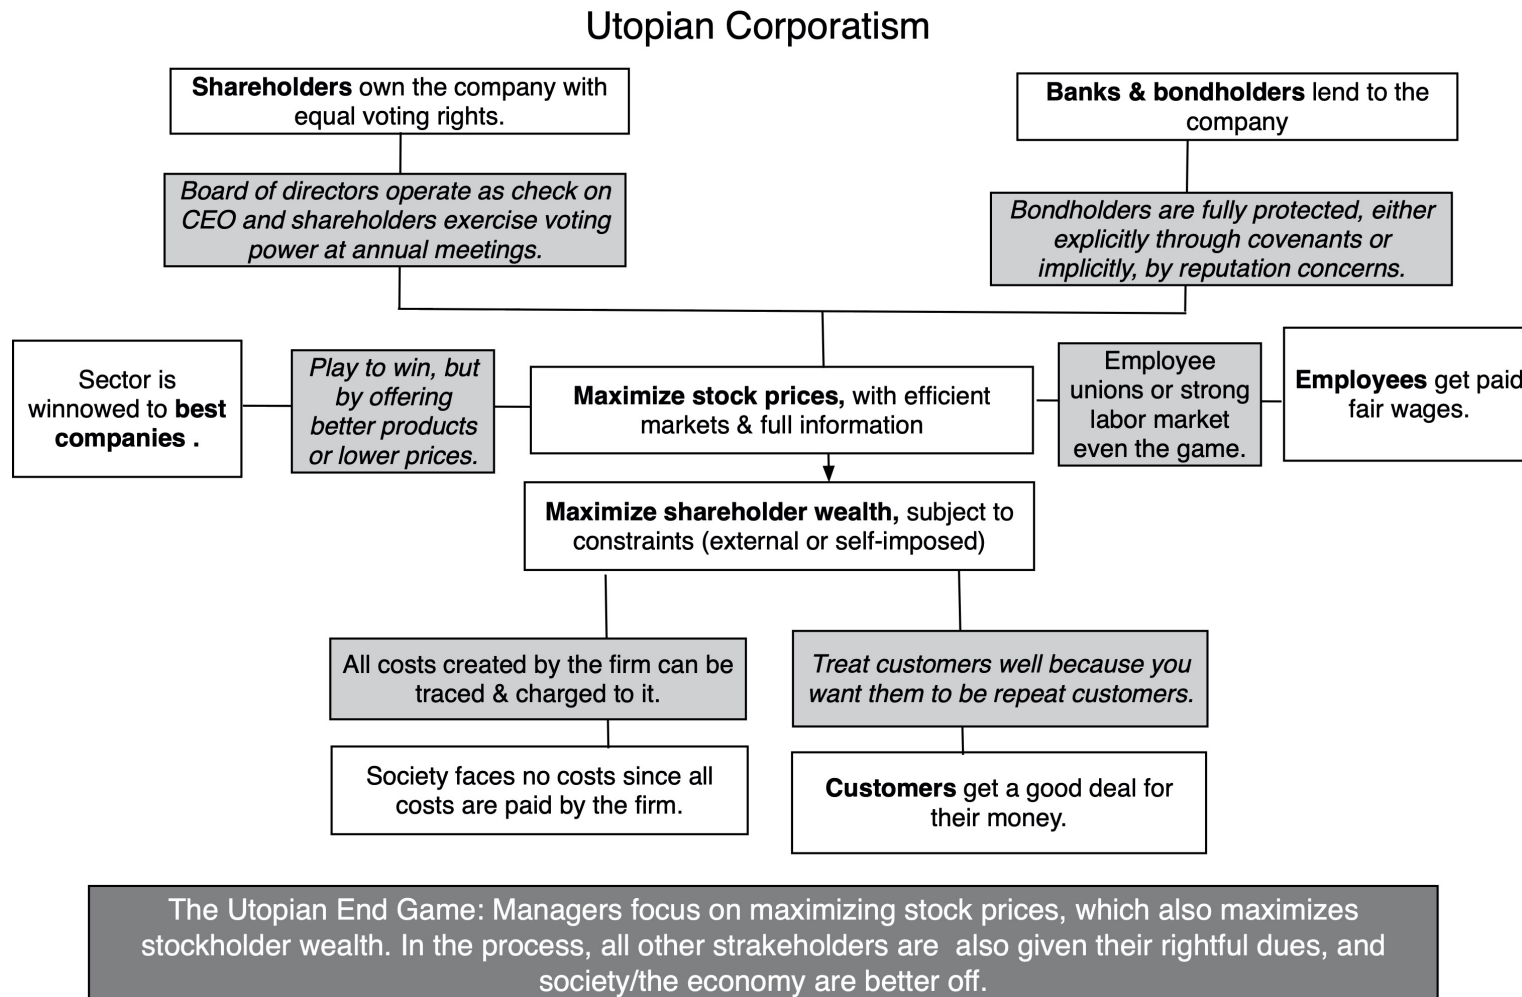 Utopian Corporatism
Shareholders own the company with
equal voting rights.
Banks & bondholders lend to the
company
Board of directors operate as check on
CEO and shareholders exercise voting
power at annual meetings.
Bondholders are fully protected, either
explicitly through covenants or
implicitly, by reputation concerns.
Sector is
winnowed to best
companies .
Play to win, but
by offering
better products
or lower prices.
Maximize stock prices, with efficient
markets & full information
Employee
unions or strong
labor market
even the game.
Employees get paid
fair wages.
Maximize shareholder wealth, subject to
constraints (external or self-imposed)
All costs created by the firm can be
traced & charged to it.
Treat customers well because you
want them to be repeat customers.
Society faces no costs since all
costs are paid by the firm.
Customers get a good deal for
their money.
The Utopian End Game: Managers focus on maximizing stock prices, which also maximizes
stockholder wealth. In the process, all other strakeholders are  also given their rightful dues, and
society/the economy are better off.